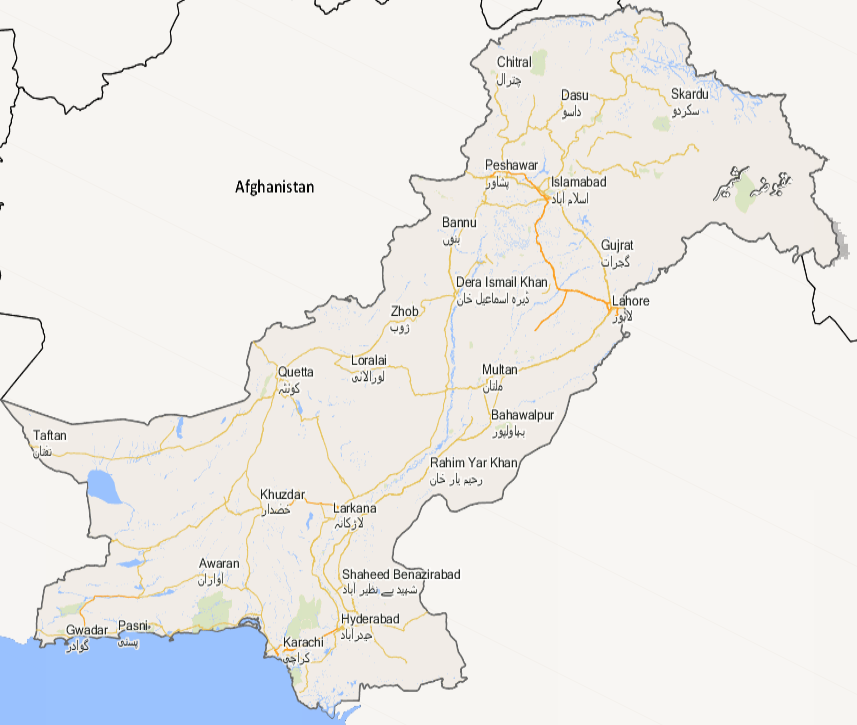 Chitral
چترال
Dasu
داسو
Skardu
سکردو
Peshawar
پشاور
Afghanistan
Islamabad
اسلام آباد
Bannu
بنوں
Gujrat
گجرات
Dera Ismail Khan
ڈیرہ اسماعیل خان
Lahore
لاہور
Zhob
ژوب
Loralai
لورالائی
Quetta
کوئٹہ
Multan
ملتان
Bahawalpur
بہاولپور
Taftan
تفتان
Rahim Yar Khan
رحیم یار خان
Khuzdar
خضدار
Larkana
لاڑکانہ
Awaran
آواران
Shaheed Benazirabad
شہید بے نظیر آباد
Hyderabad
حیدرآباد
Gwadar
گوادر
Pasni
پسنی
Karachi
کراچی